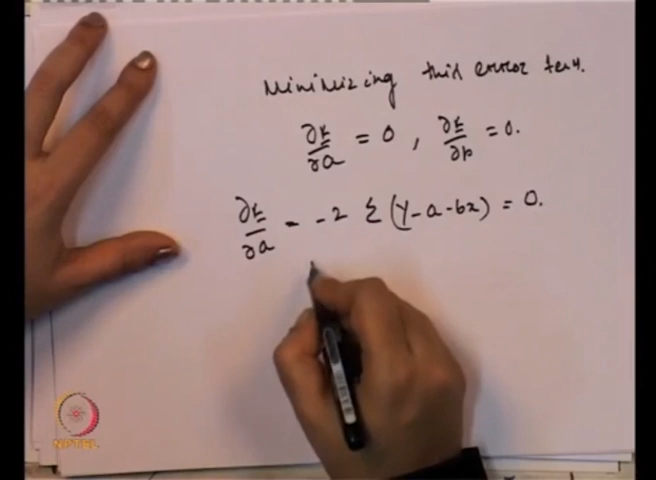 Minimizing this error term.
∂E/∂a = 0 , ∂E/∂b = 0.
∂E/∂a = -2 Σ (y - a - bx) = 0.
NPTEL